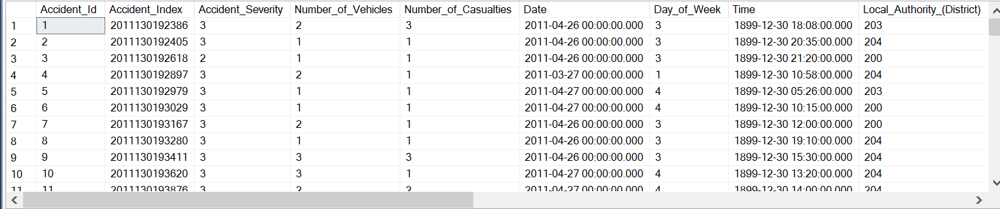 Accident_Id Accident_Index Accident_Severity Number_of_Vehicles Number_of_Casualties Date Day_of_Week Time Local_Authority_(District)
1 1 2011130192386 3 2 3 2011-04-26 00:00:00.000 3 1899-12-30 18:08:00.000 203
2 2 2011130192405 3 1 1 2011-04-26 00:00:00.000 3 1899-12-30 20:35:00.000 204
3 3 2011130192618 2 1 1 2011-04-26 00:00:00.000 3 1899-12-30 21:20:00.000 200
4 4 2011130192897 3 2 1 2011-03-27 00:00:00.000 1 1899-12-30 10:58:00.000 204
5 5 2011130192979 3 1 1 2011-04-27 00:00:00.000 4 1899-12-30 05:26:00.000 203
6 6 2011130193029 3 1 1 2011-04-27 00:00:00.000 4 1899-12-30 10:15:00.000 200
7 7 2011130193167 3 2 1 2011-04-26 00:00:00.000 3 1899-12-30 12:00:00.000 200
8 8 2011130193280 3 1 1 2011-04-26 00:00:00.000 3 1899-12-30 19:10:00.000 204
9 9 2011130193411 3 3 3 2011-04-26 00:00:00.000 3 1899-12-30 15:30:00.000 204
10 10 2011130193620 3 3 1 2011-04-27 00:00:00.000 4 1899-12-30 13:20:00.000 204
11 11 2011130193876 3 2 2 2011-04-27 00:00:00.000 4 1899-12-30 14:00:00.000 204